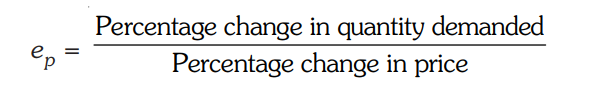 e_p = Percentage change in quantity demanded
Percentage change in price